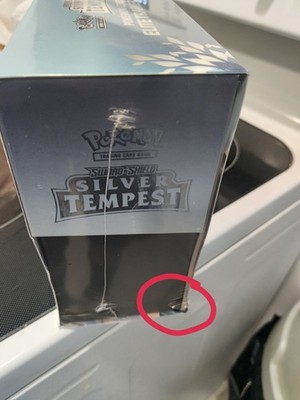 Pokémon
TRADING CARD GAME
SWORD & SHIELD
SILVER
TEMPEST